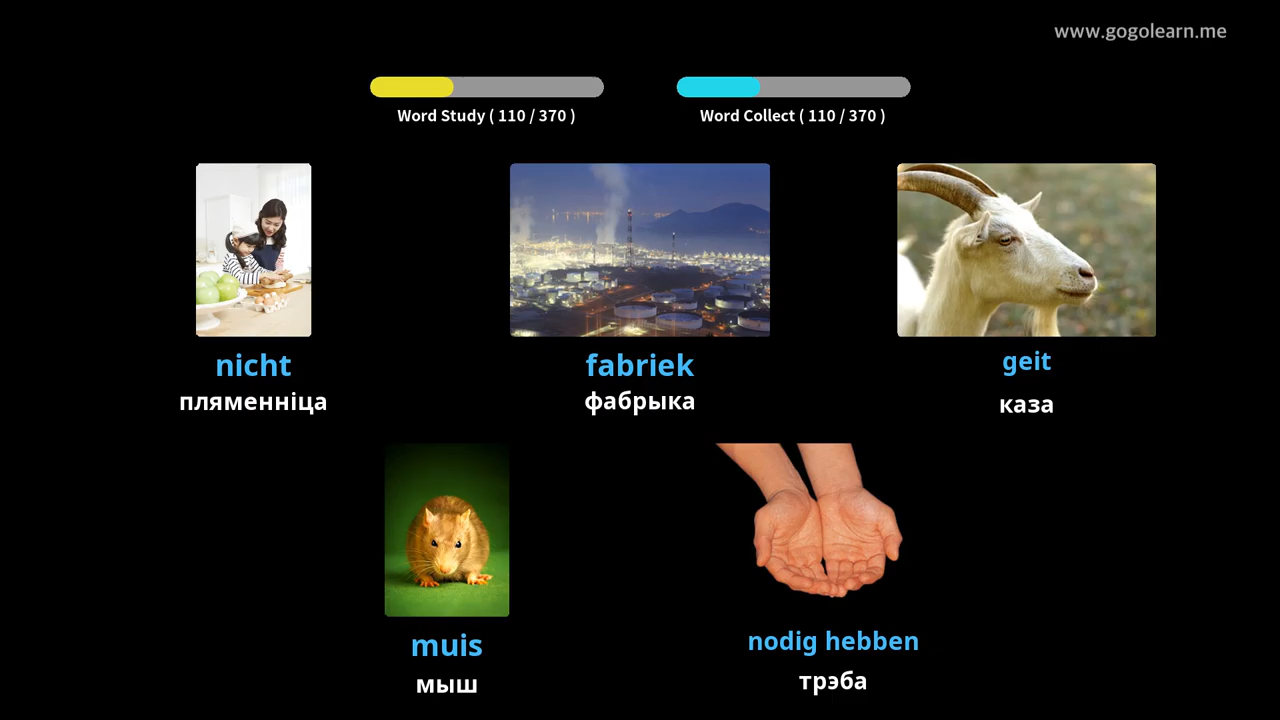 www.gogolearn.me
Word Study ( 110 / 370 )
Word Collect ( 110 / 370 )
nicht
пляменніца
fabriek
фабрыка
geit
каза
muis
мыш
nodig hebben
трэба